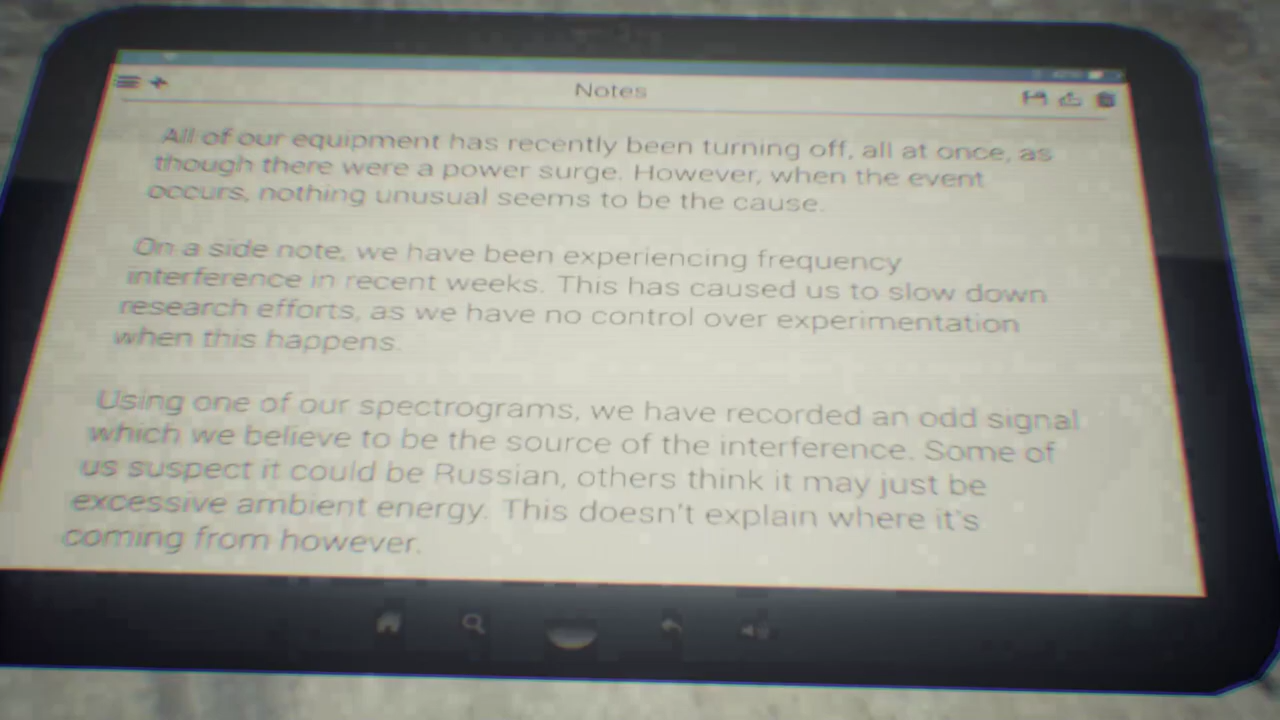 Notes
All of our equipment has recently been turning off, all at once, as
though there were a power surge. However, when the event
occurs, nothing unusual seems to be the cause.
On a side note, we have been experiencing frequency
interference in recent weeks. This has caused us to slow down
research efforts, as we have no control over experimentation
when this happens.
Using one of our spectrograms, we have recorded an odd signal
which we believe to be the source of the interference. Some of
us suspect it could be Russian, others think it may just be
excessive ambient energy. This doesn't explain where it's
coming from however.